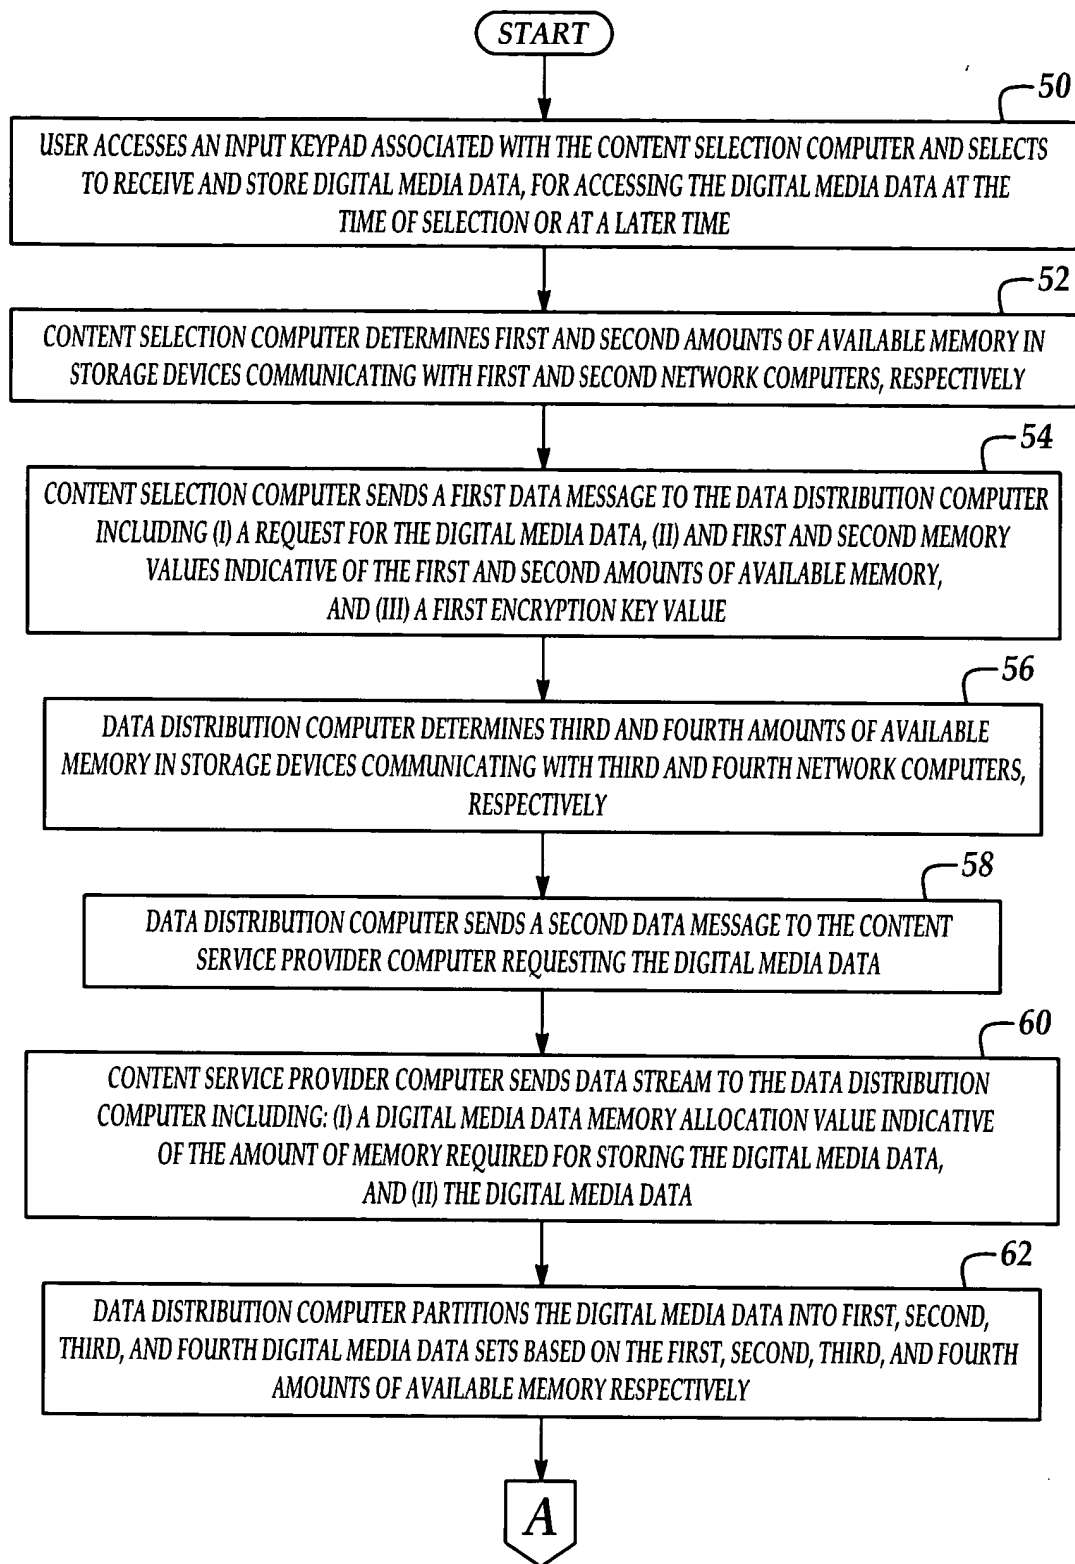 START
50
USER ACCESSES AN INPUT KEYPAD ASSOCIATED WITH THE CONTENT SELECTION COMPUTER AND SELECTS
TO RECEIVE AND STORE DIGITAL MEDIA DATA, FOR ACCESSING THE DIGITAL MEDIA DATA AT THE
TIME OF SELECTION OR AT A LATER TIME
52
CONTENT SELECTION COMPUTER DETERMINES FIRST AND SECOND AMOUNTS OF AVAILABLE MEMORY IN
STORAGE DEVICES COMMUNICATING WITH FIRST AND SECOND NETWORK COMPUTERS, RESPECTIVELY
54
CONTENT SELECTION COMPUTER SENDS A FIRST DATA MESSAGE TO THE DATA DISTRIBUTION COMPUTER
INCLUDING (I) A REQUEST FOR THE DIGITAL MEDIA DATA, (II) AND FIRST AND SECOND MEMORY
VALUES INDICATIVE OF THE FIRST AND SECOND AMOUNTS OF AVAILABLE MEMORY,
AND (III) A FIRST ENCRYPTION KEY VALUE
56
DATA DISTRIBUTION COMPUTER DETERMINES THIRD AND FOURTH AMOUNTS OF AVAILABLE
MEMORY IN STORAGE DEVICES COMMUNICATING WITH THIRD AND FOURTH NETWORK COMPUTERS,
RESPECTIVELY
58
DATA DISTRIBUTION COMPUTER SENDS A SECOND DATA MESSAGE TO THE CONTENT
SERVICE PROVIDER COMPUTER REQUESTING THE DIGITAL MEDIA DATA
60
CONTENT SERVICE PROVIDER COMPUTER SENDS DATA STREAM TO THE DATA DISTRIBUTION
COMPUTER INCLUDING: (I) A DIGITAL MEDIA DATA MEMORY ALLOCATION VALUE INDICATIVE
OF THE AMOUNT OF MEMORY REQUIRED FOR STORING THE DIGITAL MEDIA DATA,
AND (II) THE DIGITAL MEDIA DATA
62
DATA DISTRIBUTION COMPUTER PARTITIONS THE DIGITAL MEDIA DATA INTO FIRST, SECOND,
THIRD, AND FOURTH DIGITAL MEDIA DATA SETS BASED ON THE FIRST, SECOND, THIRD, AND FOURTH
AMOUNTS OF AVAILABLE MEMORY RESPECTIVELY
A